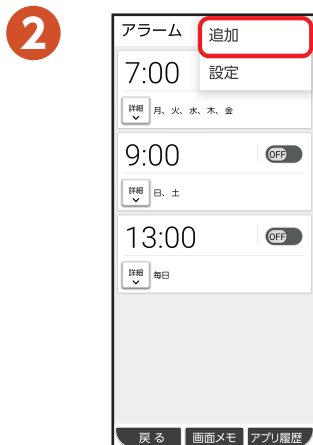 2
アラーム
追加
設定
7:00
詳細
月、火、水、木、金
9:00
OFF
詳細
日、土
13:00
OFF
詳細
毎日
戻る 画面メモ アプリ履歴